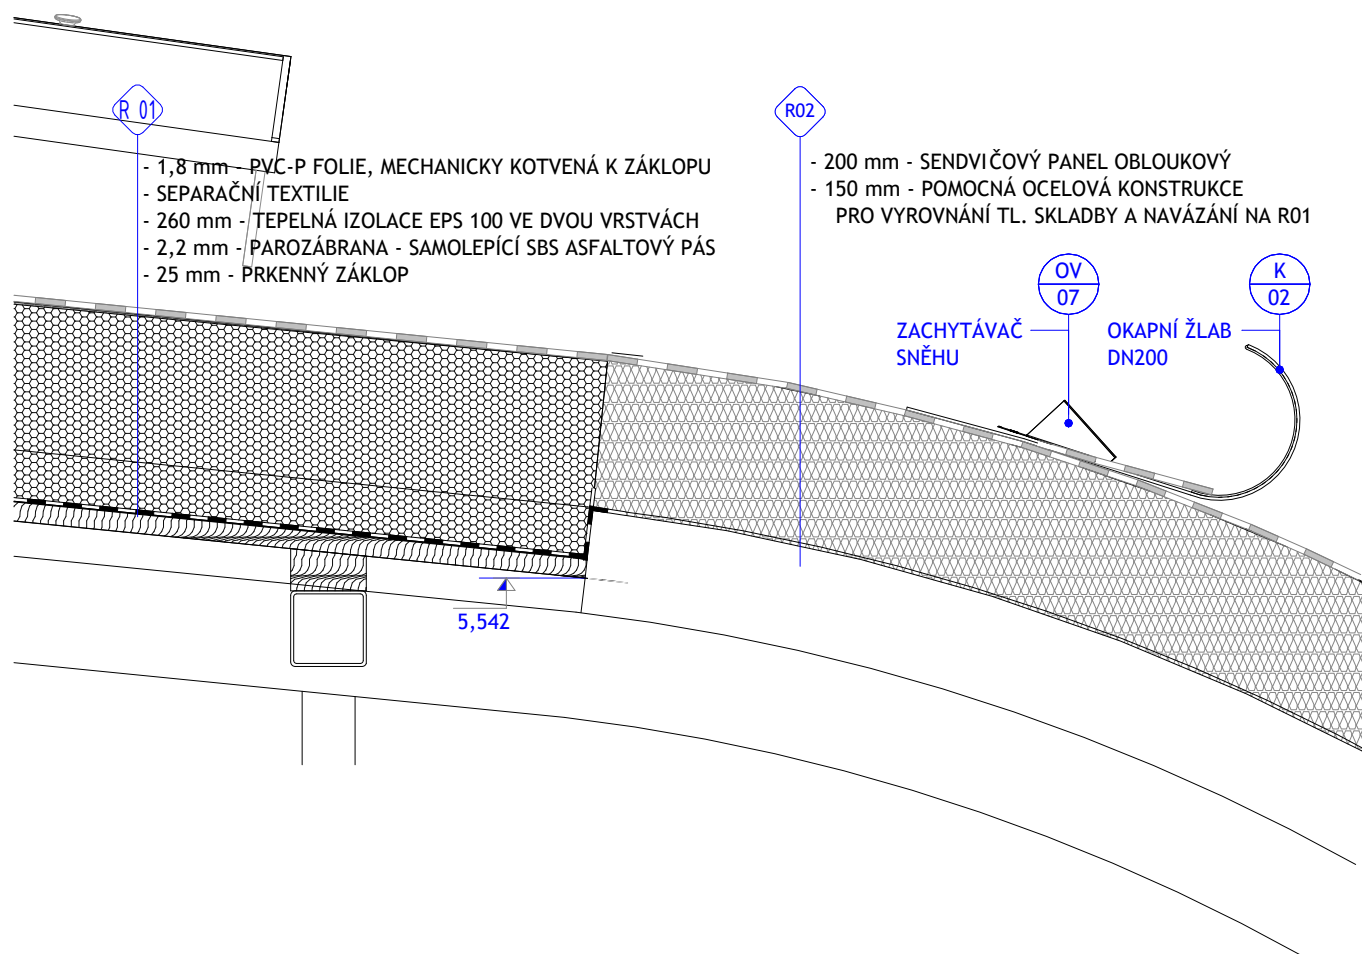 R 01
- 1,8 mm - PVC-P FOLIE, MECHANICKY KOTVENÁ K ZÁKLOPU
- SEPARAČNÍ TEXTILIE
- 260 mm - TEPELNÁ IZOLACE EPS 100 VE DVOU VRSTVÁCH
- 2,2 mm - PAROZÁBRANA - SAMOLEPÍCÍ SBS ASFALTOVÝ PÁS
- 25 mm - PRKENNÝ ZÁKLOP
R02
- 200 mm - SENDVIČOVÝ PANEL OBLOUKOVÝ
- 150 mm - POMOCNÁ OCELOVÁ KONSTRUKCE
PRO VYROVNÁNÍ TL. SKLADBY A NAVÁZÁNÍ NA R01
OV
07
ZACHYTÁVAČ
SNĚHU
K
02
OKAPNÍ ŽLAB
DN200
5,542